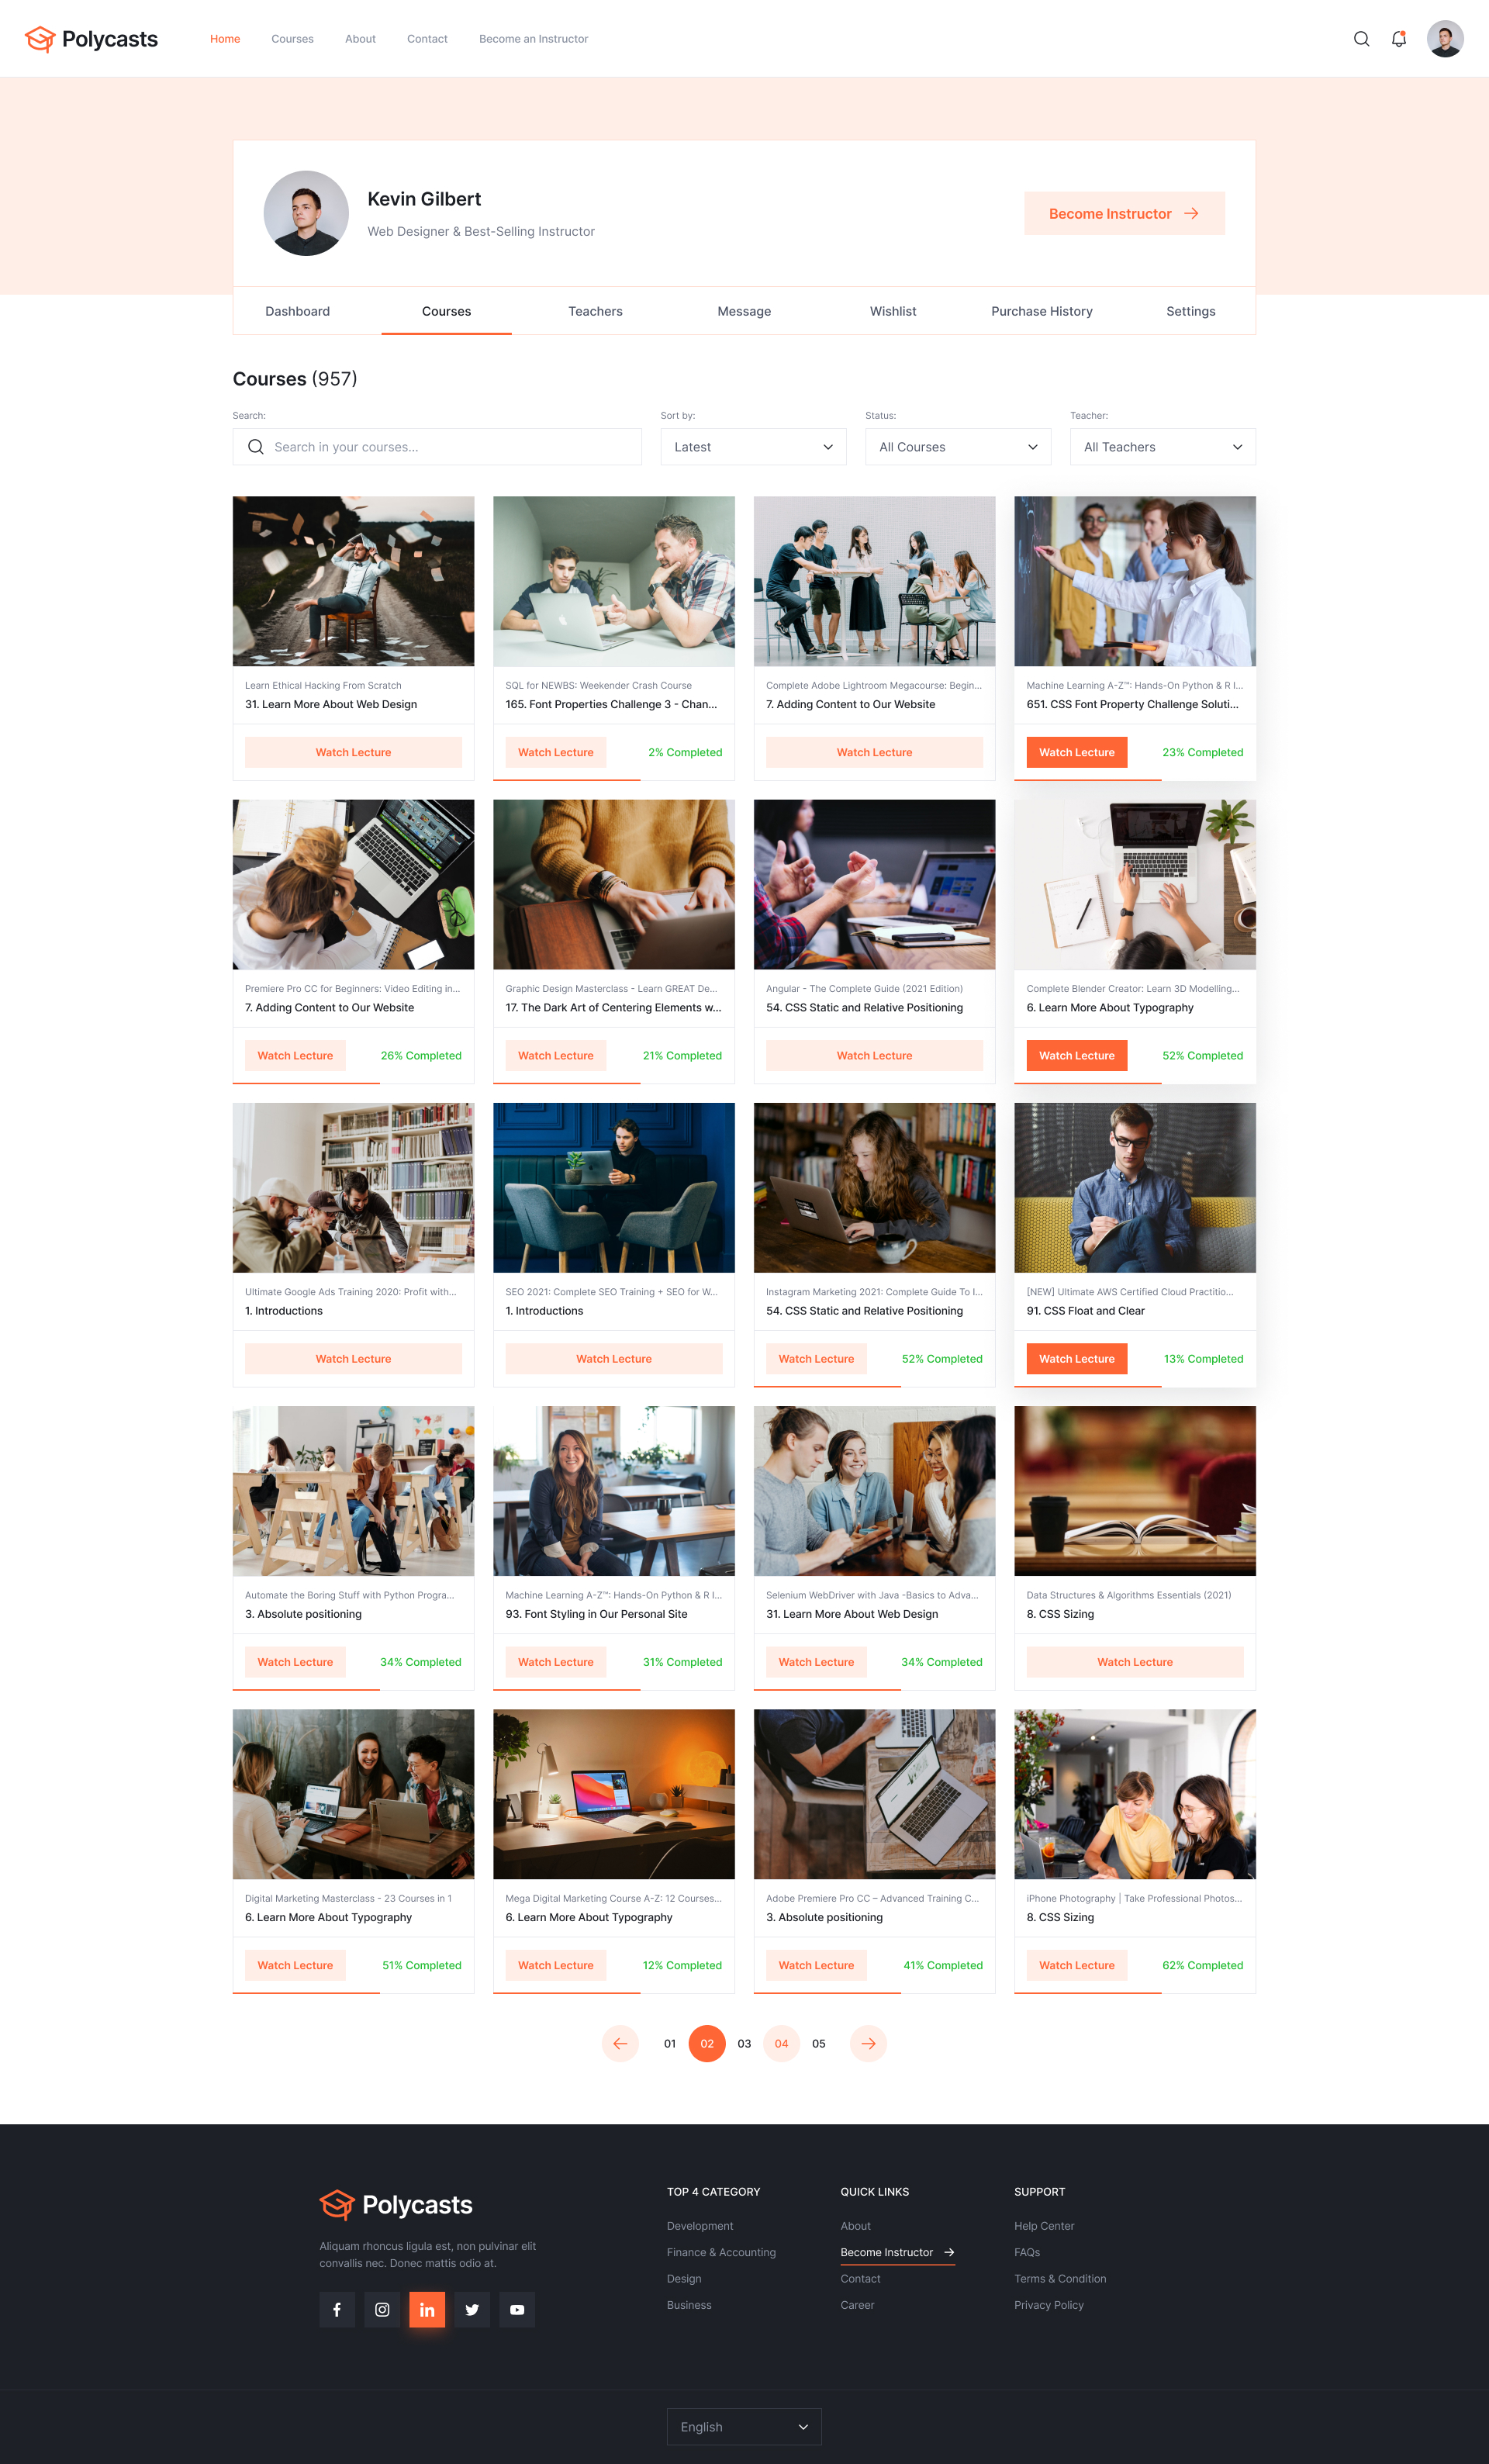 Polycasts
Home Courses About Contact Become an Instructor
Kevin Gilbert
Web Designer & Best-Selling Instructor
Become Instructor
Dashboard Courses Teachers Message Wishlist Purchase History Settings
Courses (957)
Search: Sort by: Status: Teacher:
Search in your courses... Latest All Courses All Teachers
Learn Ethical Hacking From Scratch
31. Learn More About Web Design
Watch Lecture
SQL for NEWBS: Weekender Crash Course
165. Font Properties Challenge 3 - Chan...
Watch Lecture 2% Completed
Complete Adobe Lightroom Megacourse: Begin...
7. Adding Content to Our Website
Watch Lecture
Machine Learning A-Z™: Hands-On Python & R I...
651. CSS Font Property Challenge Soluti...
Watch Lecture 23% Completed
Premiere Pro CC for Beginners: Video Editing in...
7. Adding Content to Our Website
Watch Lecture 26% Completed
Graphic Design Masterclass - Learn GREAT De...
17. The Dark Art of Centering Elements w...
Watch Lecture 21% Completed
Angular - The Complete Guide (2021 Edition)
54. CSS Static and Relative Positioning
Watch Lecture
Complete Blender Creator: Learn 3D Modelling...
6. Learn More About Typography
Watch Lecture 52% Completed
Ultimate Google Ads Training 2020: Profit with...
1. Introductions
Watch Lecture
SEO 2021: Complete SEO Training + SEO for W...
1. Introductions
Watch Lecture
Instagram Marketing 2021: Complete Guide To I...
54. CSS Static and Relative Positioning
Watch Lecture 52% Completed
[NEW] Ultimate AWS Certified Cloud Practitio...
91. CSS Float and Clear
Watch Lecture 13% Completed
Automate the Boring Stuff with Python Progra...
3. Absolute positioning
Watch Lecture 34% Completed
Machine Learning A-Z™: Hands-On Python & R I...
93. Font Styling in Our Personal Site
Watch Lecture 31% Completed
Selenium WebDriver with Java -Basics to Adva...
31. Learn More About Web Design
Watch Lecture 34% Completed
Data Structures & Algorithms Essentials (2021)
8. CSS Sizing
Watch Lecture
Digital Marketing Masterclass - 23 Courses in 1
6. Learn More About Typography
Watch Lecture 51% Completed
Mega Digital Marketing Course A-Z: 12 Courses...
6. Learn More About Typography
Watch Lecture 12% Completed
Adobe Premiere Pro CC – Advanced Training C...
3. Absolute positioning
Watch Lecture 41% Completed
iPhone Photography | Take Professional Photos...
8. CSS Sizing
Watch Lecture 62% Completed
01 02 03 04 05
Polycasts
Aliquam rhoncus ligula est, non pulvinar elit
convallis nec. Donec mattis odio at.
TOP 4 CATEGORY
Development
Finance & Accounting
Design
Business
QUICK LINKS
About
Become Instructor
Contact
Career
SUPPORT
Help Center
FAQs
Terms & Condition
Privacy Policy
English